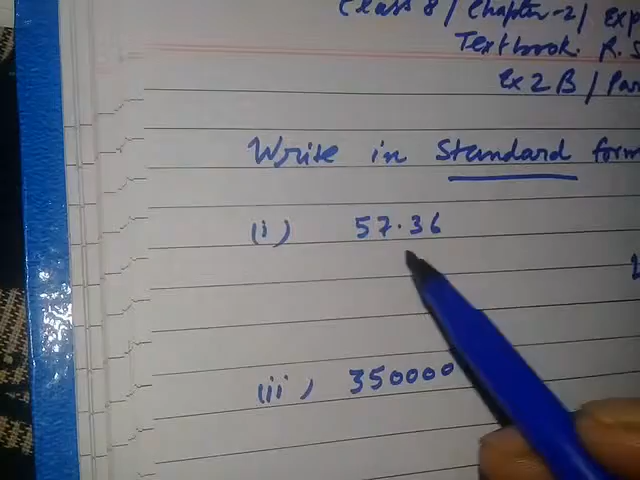 Class 8 / Chapter-2 / Exp
Textbook. R. S
Ex 2 B / Par
Write in Standard form
(i) 57.36
(ii) 350000